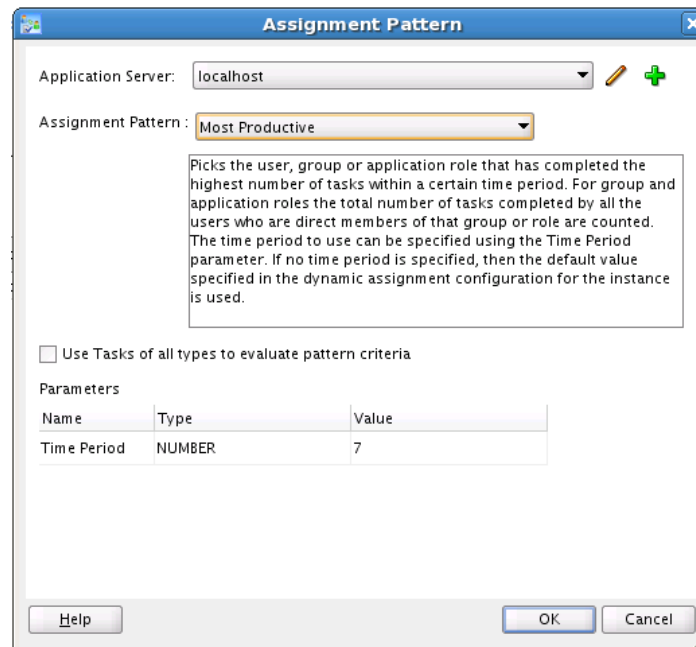 Assignment Pattern
Application Server: localhost
Assignment Pattern : Most Productive
Picks the user, group or application role that has completed the
highest number of tasks within a certain time period. For group and
application roles the total number of tasks completed by all the
users who are direct members of that group or role are counted.
The time period to use can be specified using the Time Period
parameter. If no time period is specified, then the default value
specified in the dynamic assignment configuration for the instance
is used.
Use Tasks of all types to evaluate pattern criteria
Parameters
Name Type Value
Time Period NUMBER 7
Help OK Cancel